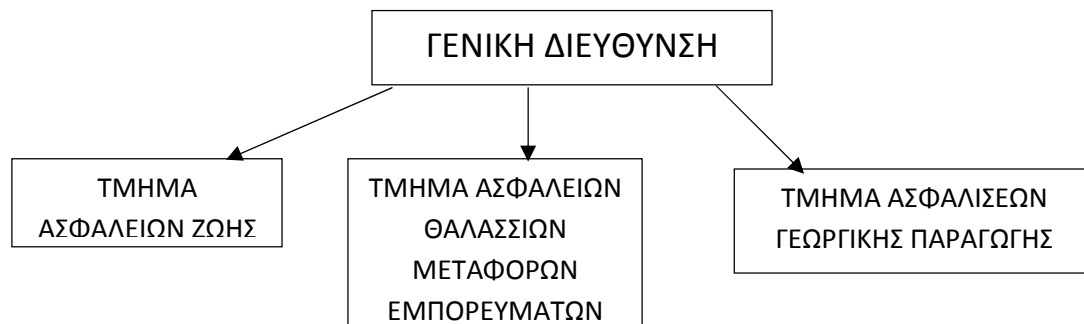 ΓΕΝΙΚΗ ΔΙΕΥΘΥΝΣΗ
ΤΜΗΜΑ
ΑΣΦΑΛΕΙΩΝ ΖΩΗΣ
ΤΜΗΜΑ ΑΣΦΑΛΕΙΩΝ
ΘΑΛΑΣΣΙΩΝ
ΜΕΤΑΦΟΡΩΝ
ΕΜΠΟΡΕΥΜΑΤΩΝ
ΤΜΗΜΑ ΑΣΦΑΛΙΣΕΩΝ
ΓΕΩΡΓΙΚΗΣ ΠΑΡΑΓΩΓΗΣ